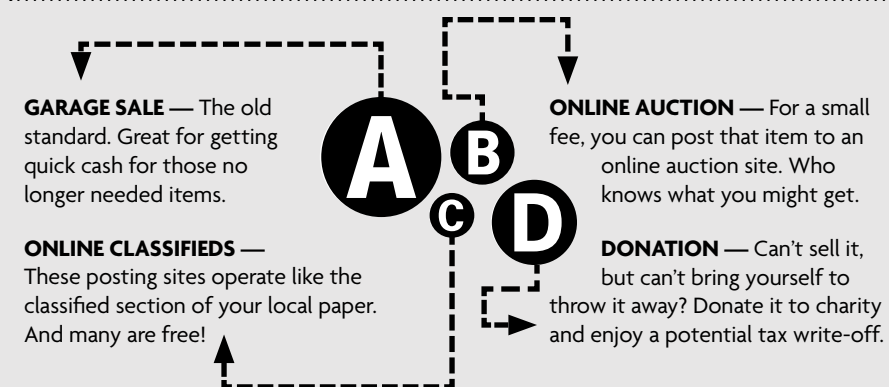 GARAGE SALE — The old
standard. Great for getting
quick cash for those no
longer needed items.
ONLINE CLASSIFIEDS —
These posting sites operate like the
classified section of your local paper.
And many are free!
A
B
C
D
ONLINE AUCTION — For a small
fee, you can post that item to an
online auction site. Who
knows what you might get.
DONATION — Can’t sell it,
but can’t bring yourself to
throw it away? Donate it to charity
and enjoy a potential tax write-off.